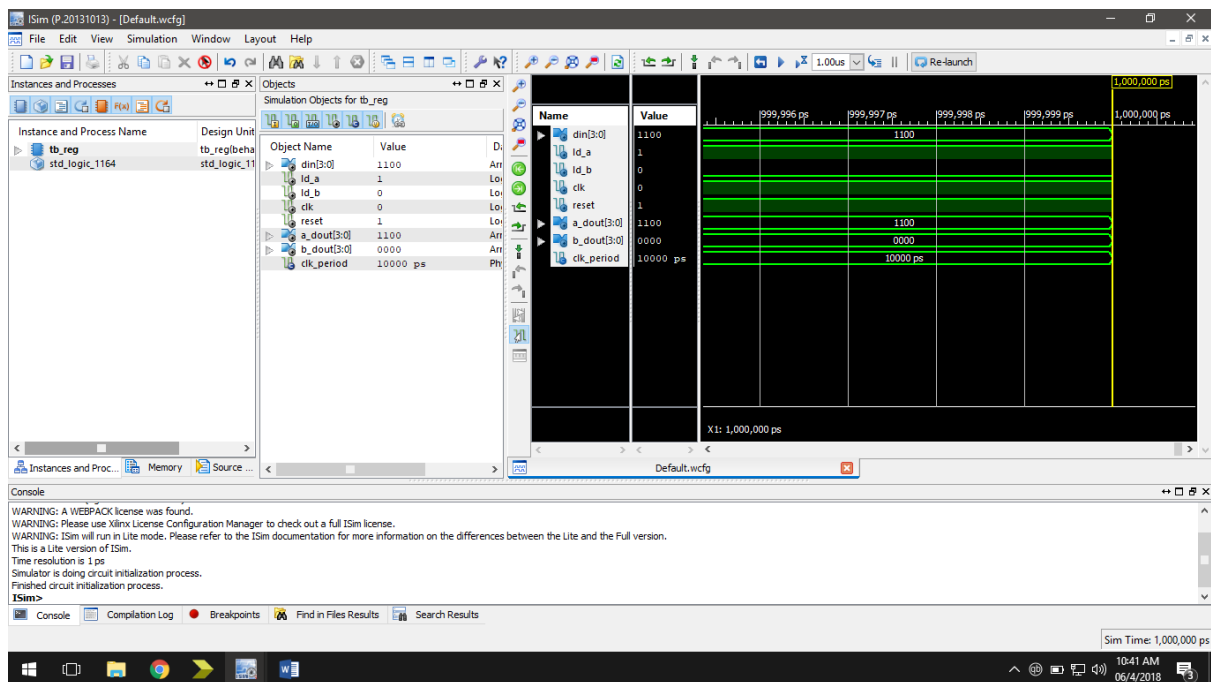 ISim (P.20131013) - [Default.wcfg]
File Edit View Simulation Window Layout Help
1.00us Re-launch
Instances and Processes
Instance and Process Name Design Unit
tb_reg tb_reg(beha
std_logic_1164 std_logic_11
Instances and Proc... Memory Source ...
Objects
Simulation Objects for tb_reg
Object Name Value
din[3:0] 1100 Arr
ld_a 1 Lo
ld_b 0 Lo
clk 0 Lo
reset 1 Lo
a_dout[3:0] 1100 Arr
b_dout[3:0] 0000 Arr
clk_period 10000 ps Ph
1,000,000 ps
Name Value 999,996 ps 999,997 ps 999,998 ps 999,999 ps 1,000,000 ps
din[3:0] 1100 1100
ld_a 1
ld_b 0
clk 0
reset 1
a_dout[3:0] 1100 1100
b_dout[3:0] 0000 0000
clk_period 10000 ps 10000 ps
X1: 1,000,000 ps
Default.wcfg
Console
WARNING: A WEBPACK license was found.
WARNING: Please use Xilinx License Configuration Manager to check out a full ISim license.
WARNING: ISim will run in Lite mode. Please refer to the ISim documentation for more information on the differences between the Lite and the Full version.
This is a Lite version of ISim.
Time resolution is 1 ps
Simulator is doing circuit initialization process.
Finished circuit initialization process.
ISim>
Console Compilation Log Breakpoints Find in Files Results Search Results
Sim Time: 1,000,000 ps
10:41 AM
06/4/2018